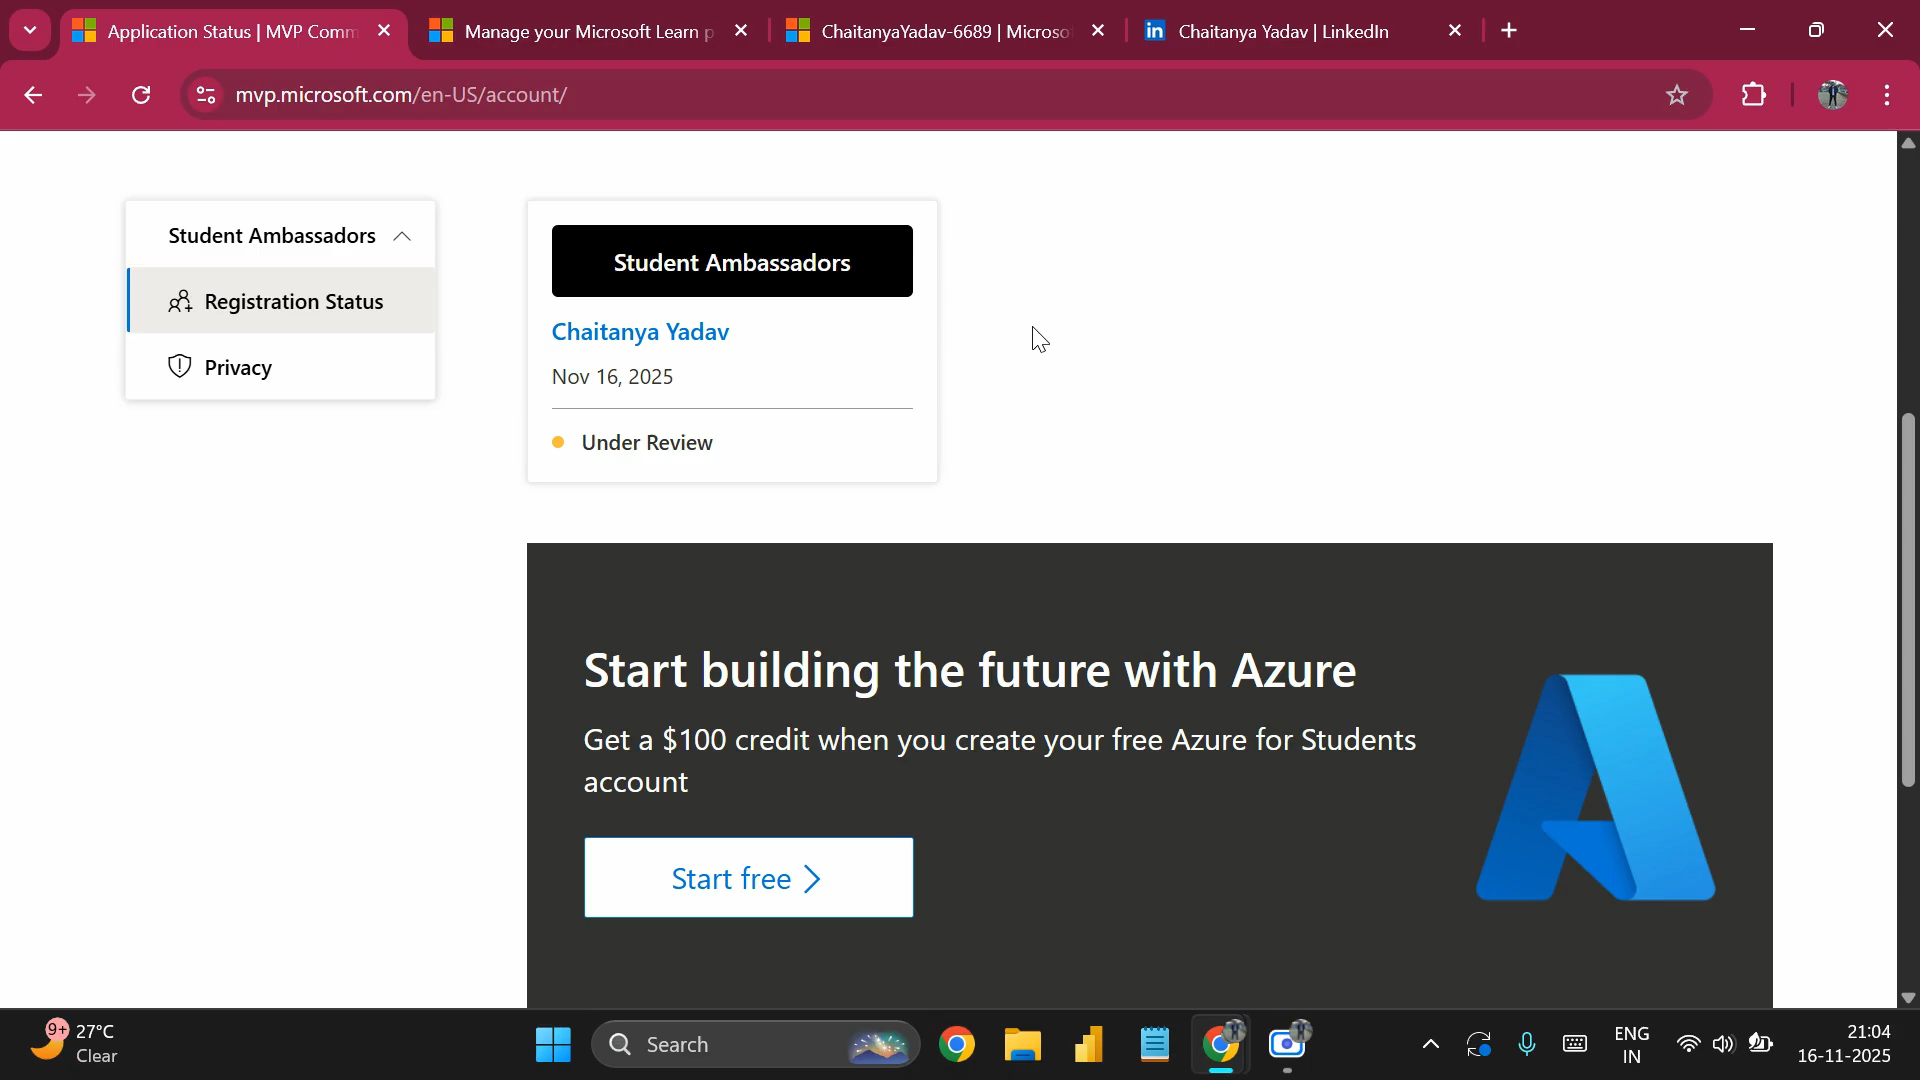 Application Status | MVP Comm
Manage your Microsoft Learn p
ChaitanyaYadav-6689 | Microso
in
Chaitanya Yadav | LinkedIn
mvp.microsoft.com/en-US/account/
Student Ambassadors
Registration Status
Privacy
Student Ambassadors
Chaitanya Yadav
Nov 16, 2025
Under Review
Start building the future with Azure
Get a $100 credit when you create your free Azure for Students
account
Start free
9+
27°C
Clear
Search
ENG
IN
21:04
16-11-2025